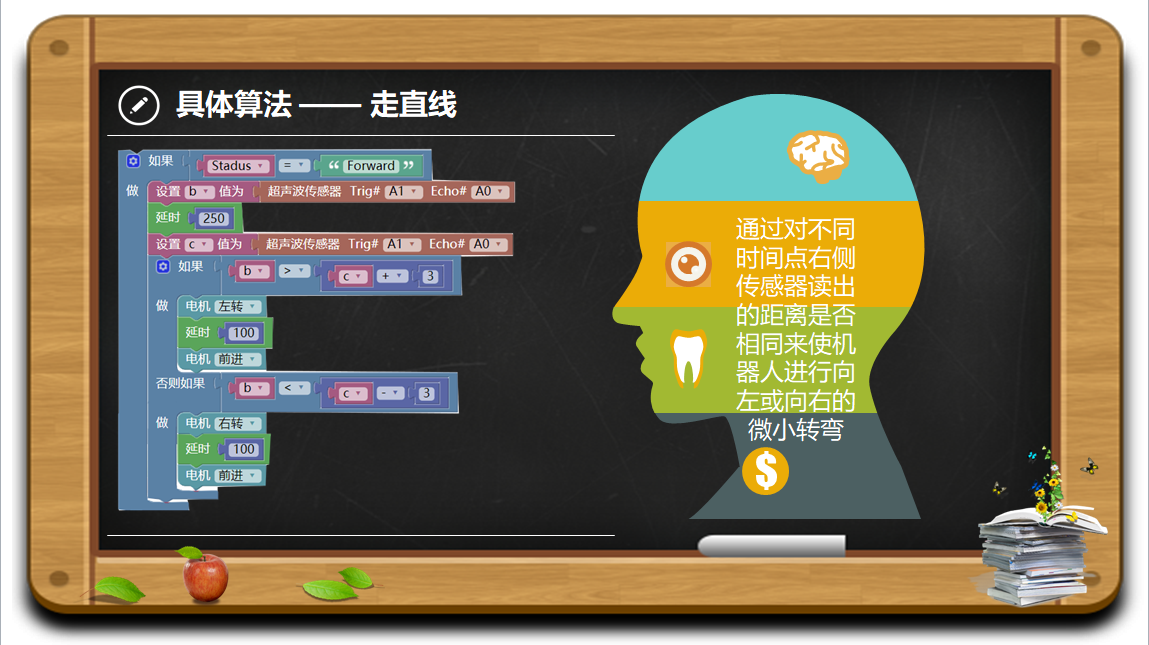 具体算法 —— 走直线
如果 Stadus = “ Forward ”
做 设置 b 值为 超声波传感器 Trig# A1 Echo# A0
延时 250
设置 c 值为 超声波传感器 Trig# A1 Echo# A0
如果 b > c + 3
做 电机 左转
延时 100
电机 前进
否则如果 b < c - 3
做 电机 右转
延时 100
电机 前进
通过对不同
时间点右侧
传感器读出
的距离是否
相同来使机
器人进行向
左或向右的
微小转弯
$